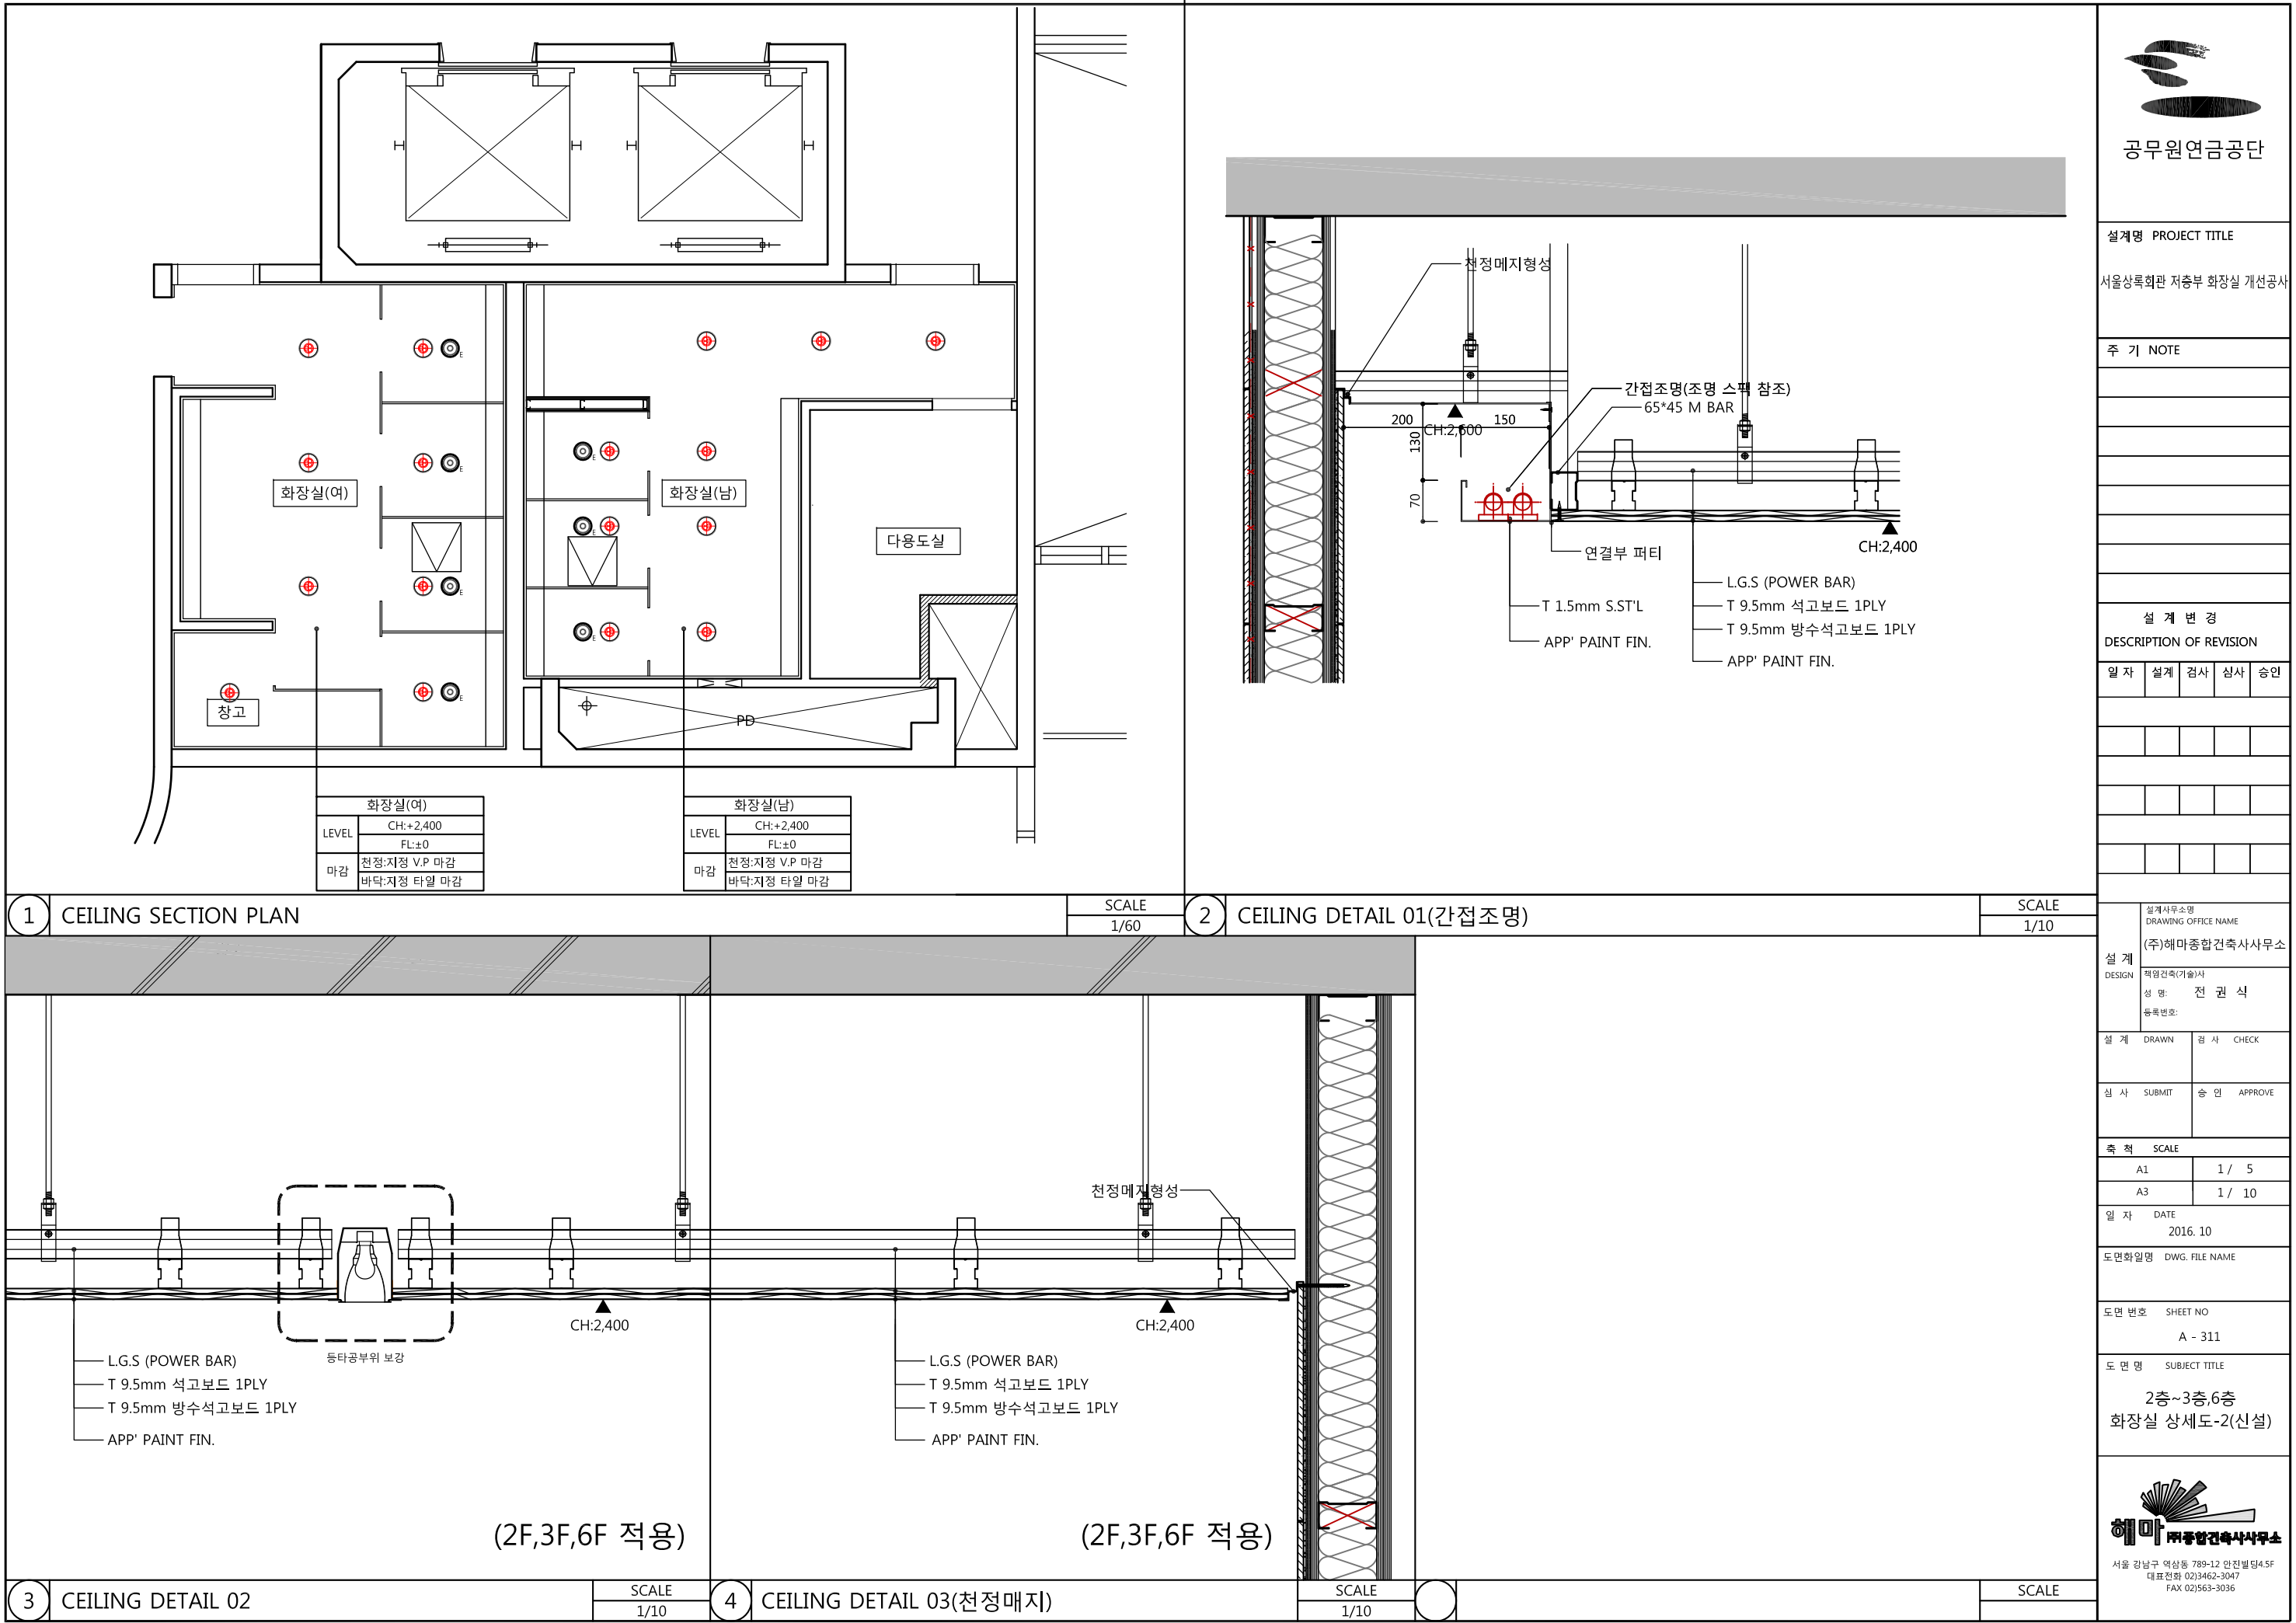 화장실(여)
화장실(남)
다용도실
창고
PD
E
E
E
E
E
E
E
화장실(여)
LEVEL
CH:+2,400
FL:±0
마감
천정:지정 V.P 마감
바닥:지정 타일 마감
화장실(남)
LEVEL
CH:+2,400
FL:±0
마감
천정:지정 V.P 마감
바닥:지정 타일 마감
1
CEILING SECTION PLAN
SCALE
1/60
천정메지형성
간접조명(조명 스팩 참조)
65*45 M BAR
200
150
CH:2,600
130
70
CH:2,400
연결부 퍼티
T 1.5mm S.ST'L
APP' PAINT FIN.
L.G.S (POWER BAR)
T 9.5mm 석고보드 1PLY
T 9.5mm 방수석고보드 1PLY
APP' PAINT FIN.
2
CEILING DETAIL 01(간접조명)
SCALE
1/10
CH:2,400
등타공부위 보강
L.G.S (POWER BAR)
T 9.5mm 석고보드 1PLY
T 9.5mm 방수석고보드 1PLY
APP' PAINT FIN.
(2F,3F,6F 적용)
3
CEILING DETAIL 02
SCALE
1/10
천정메지형성
CH:2,400
L.G.S (POWER BAR)
T 9.5mm 석고보드 1PLY
T 9.5mm 방수석고보드 1PLY
APP' PAINT FIN.
(2F,3F,6F 적용)
4
CEILING DETAIL 03(천정매지)
SCALE
1/10
SCALE
공무원연금공단
설계명 PROJECT TITLE
서울상록회관 저층부 화장실 개선공사
주 기 NOTE
설 계 변 경
DESCRIPTION OF REVISION
일 자 설계 검사 심사 승인
설계사무소명
DRAWING OFFICE NAME
(주)해마종합건축사사무소
설 계
DESIGN
책임건축(기술)사
성 명: 전 권 식
등록번호:
설 계 DRAWN
검 사 CHECK
심 사 SUBMIT
승 인 APPROVE
축 척 SCALE
A1 1 / 5
A3 1 / 10
일 자 DATE
2016. 10
도면화일명 DWG. FILE NAME
도면 번호 SHEET NO
A - 311
도 면 명 SUBJECT TITLE
2층~3층,6층
화장실 상세도-2(신설)
해마 ㈜종합건축사사무소
서울 강남구 역삼동 789-12 안진빌딩4.5F
대표전화 02)3462-3047
FAX 02)563-3036